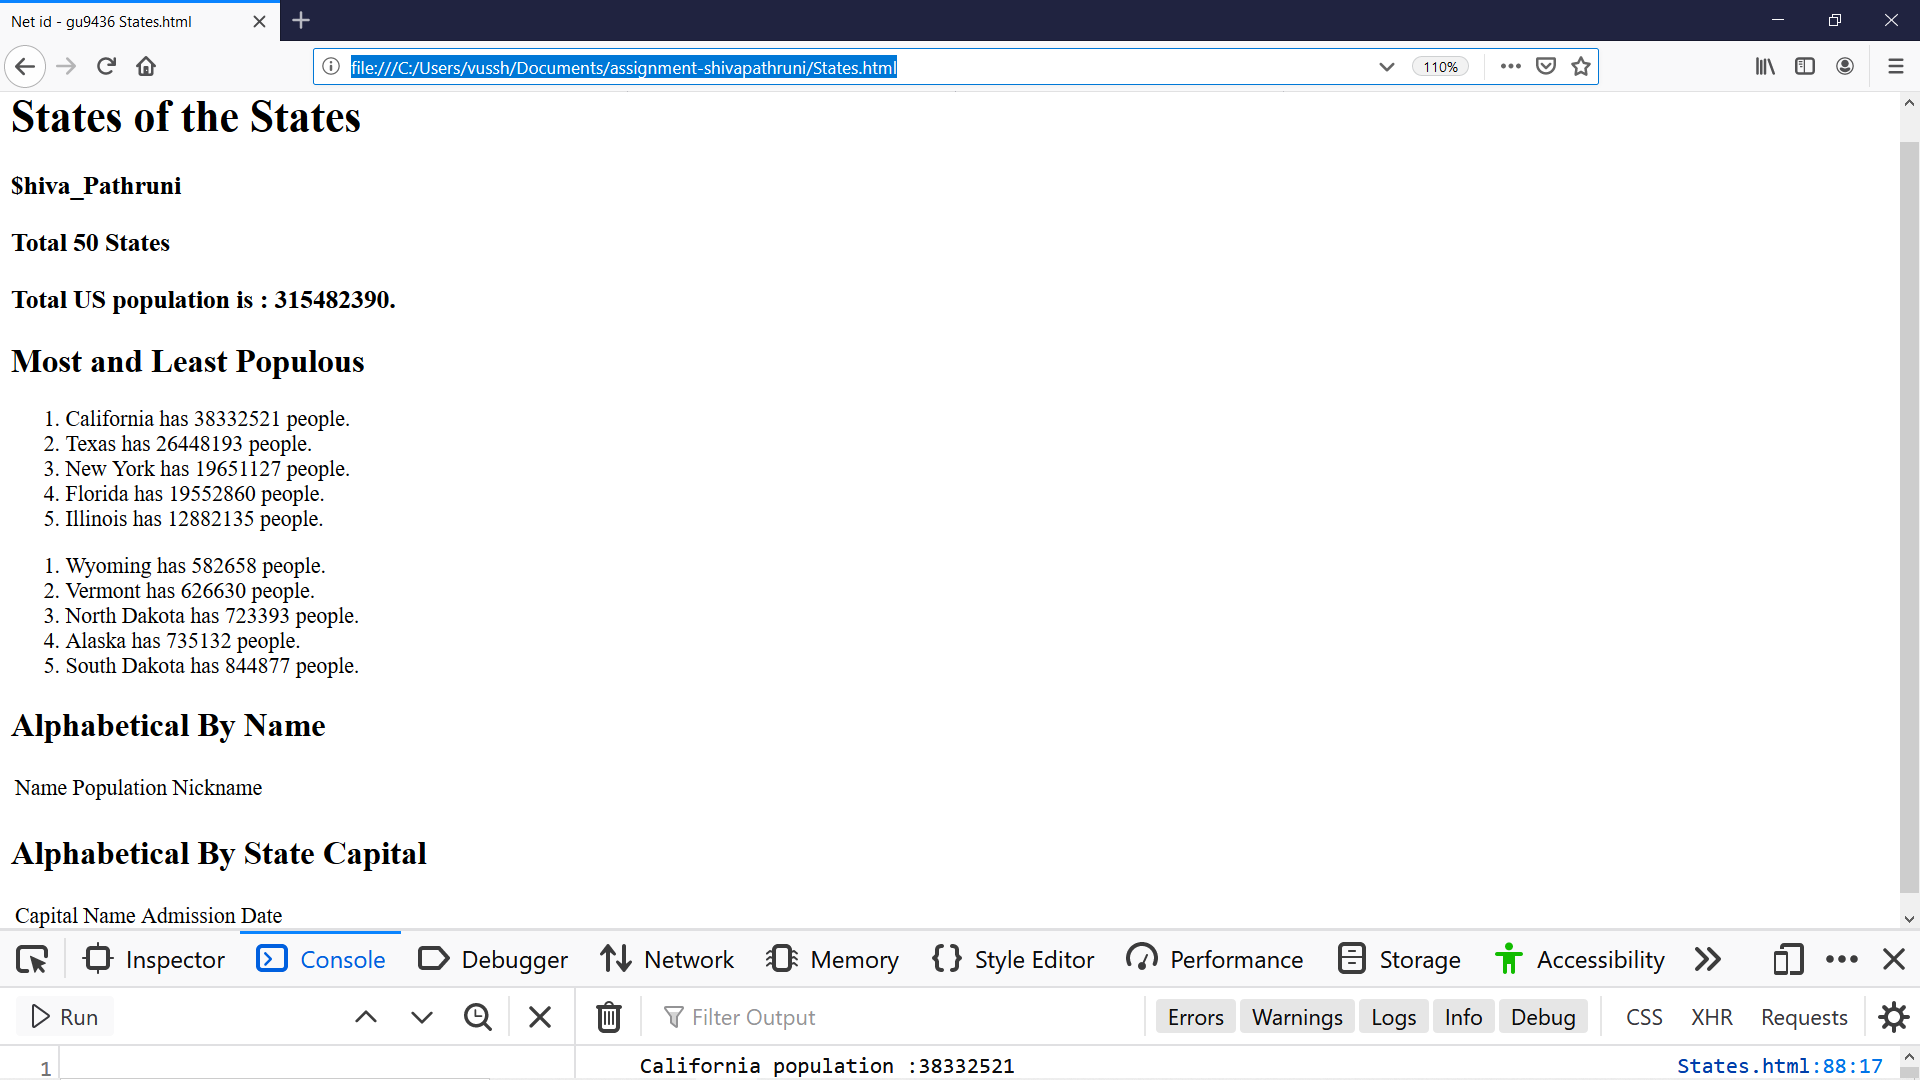 Net id - gu9436 States.html
file:///C:/Users/vussh/Documents/assignment-shivapathruni/States.html
110%
States of the States
$hiva_Pathruni
Total 50 States
Total US population is : 315482390.
Most and Least Populous
1. California has 38332521 people.
2. Texas has 26448193 people.
3. New York has 19651127 people.
4. Florida has 19552860 people.
5. Illinois has 12882135 people.
1. Wyoming has 582658 people.
2. Vermont has 626630 people.
3. North Dakota has 723393 people.
4. Alaska has 735132 people.
5. South Dakota has 844877 people.
Alphabetical By Name
Name Population Nickname
Alphabetical By State Capital
Capital Name Admission Date
Inspector Console Debugger Network Memory Style Editor Performance Storage Accessibility
Run Filter Output Errors Warnings Logs Info Debug CSS XHR Requests
1 California population :38332521 States.html:88:17